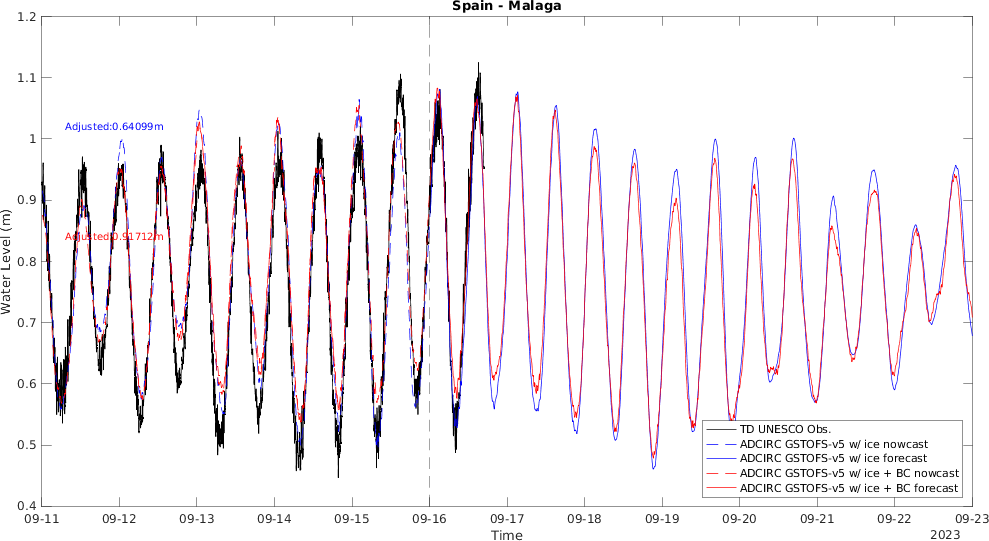 Spain - Malaga
1.2
1.1
1
0.9
0.8
0.7
0.6
0.5
0.4
Water Level (m)
Adjusted:0.64099m
Adjusted:0.91712m
TD UNESCO Obs.
ADCIRC GSTOFS-v5 w/ ice nowcast
ADCIRC GSTOFS-v5 w/ ice forecast
ADCIRC GSTOFS-v5 w/ ice + BC nowcast
ADCIRC GSTOFS-v5 w/ ice + BC forecast
09-11 09-12 09-13 09-14 09-15 09-16 09-17 09-18 09-19 09-20 09-21 09-22 09-23
Time
2023